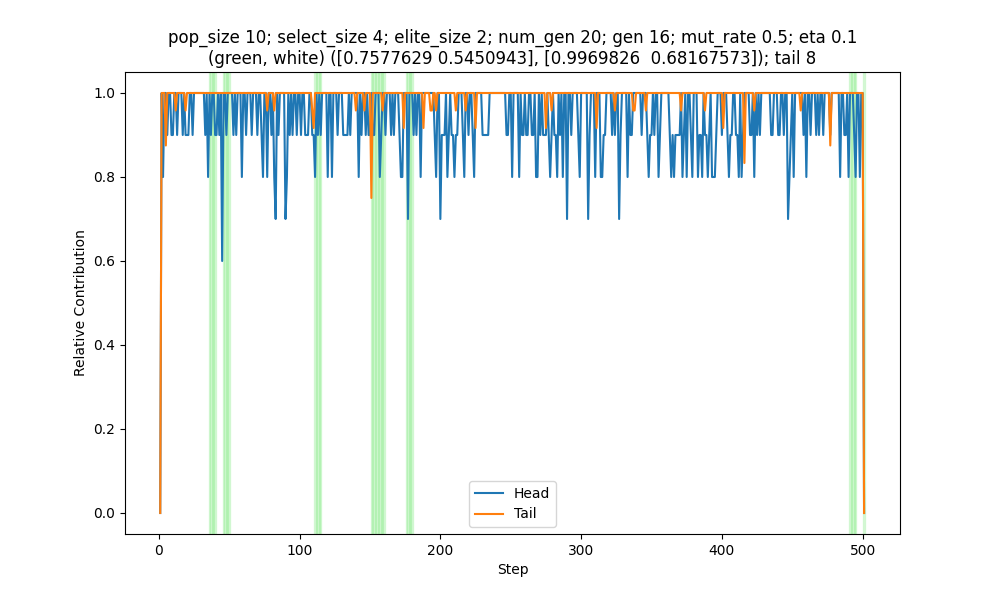 pop_size 10; select_size 4; elite_size 2; num_gen 20; gen 16; mut_rate 0.5; eta 0.1
(green, white) ([0.7577629 0.5450943], [0.9969826  0.68167573]); tail 8
1.0
0.8
0.6
0.4
0.2
0.0
Relative Contribution
Head
Tail
0
100
200
300
400
500
Step